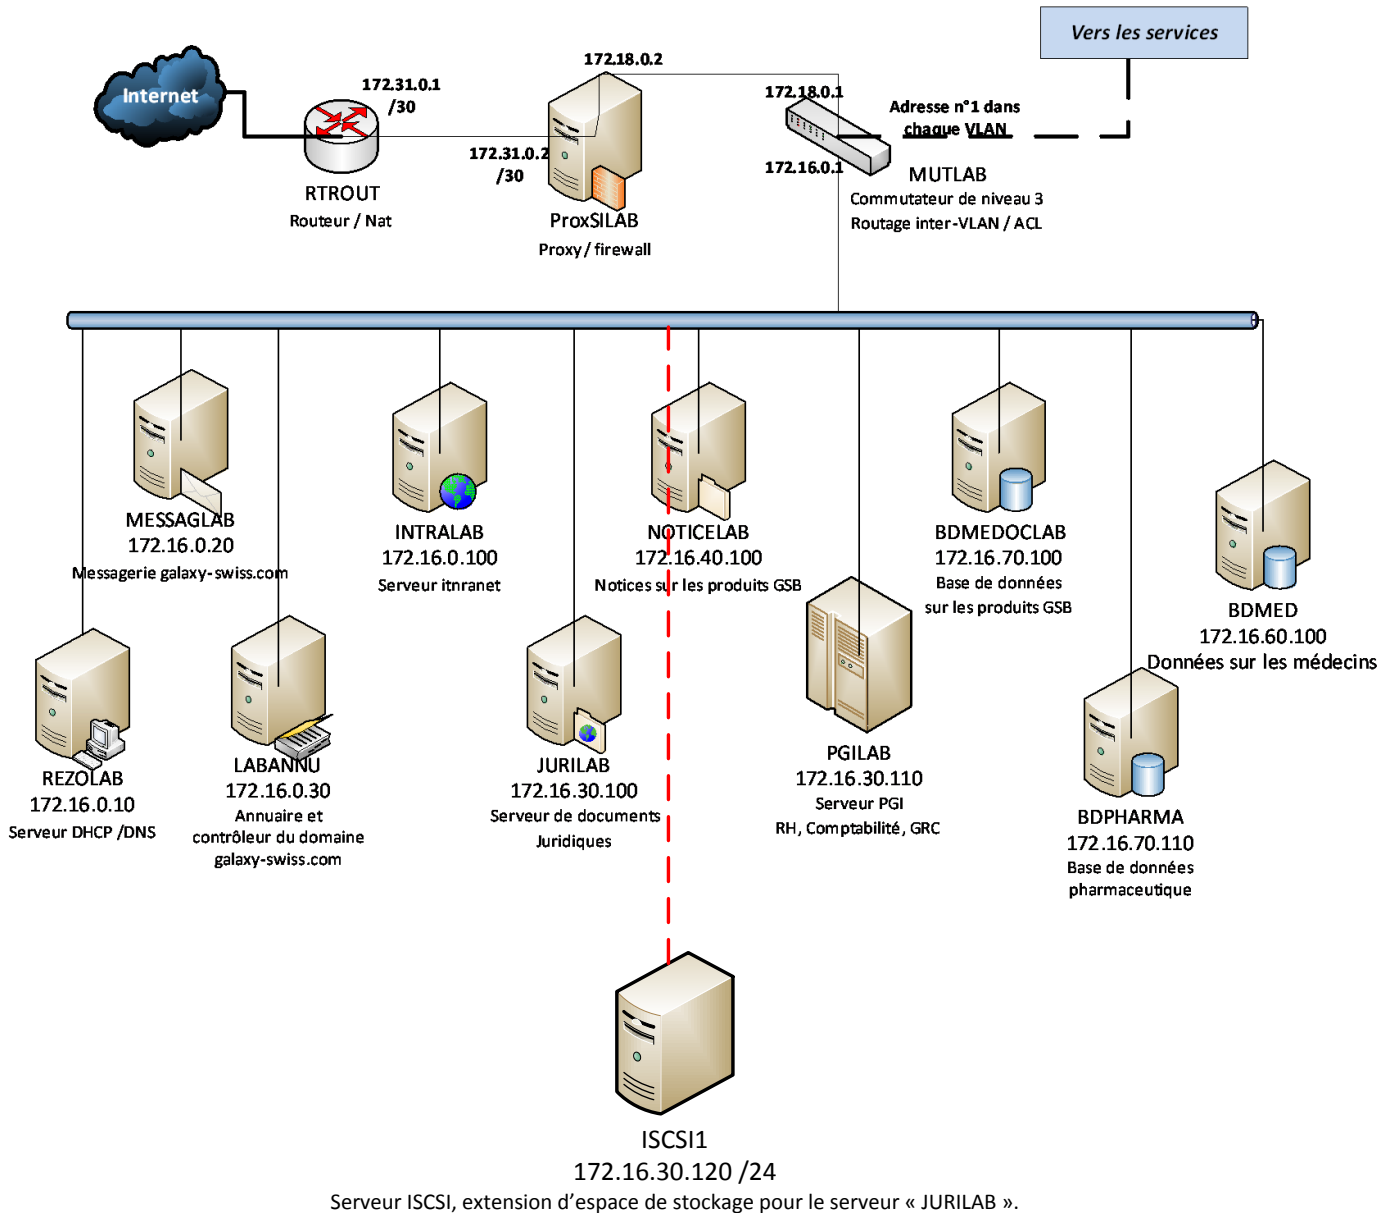 Vers les services
Internet
172.31.0.1
/30
172.18.0.2
172.18.0.1
Adresse n°1 dans
chaque VLAN
172.31.0.2
/30
172.16.0.1
RTROUT
Routeur / Nat
ProxSILAB
Proxy / firewall
MUTLAB
Commutateur de niveau 3
Routage inter-VLAN / ACL
MESSAGLAB
172.16.0.20
Messagerie galaxy-swiss.com
INTRALAB
172.16.0.100
Serveur itnranet
NOTICELAB
172.16.40.100
Notices sur les produits GSB
BDMEDOCLAB
172.16.70.100
Base de données
sur les produits GSB
BDMED
172.16.60.100
Données sur les médecins
REZOLAB
172.16.0.10
Serveur DHCP /DNS
LABANNU
172.16.0.30
Annuaire et
contrôleur du domaine
galaxy-swiss.com
JURILAB
172.16.30.100
Serveur de documents
Juridiques
PGILAB
172.16.30.110
Serveur PGI
RH, Comptabilité, GRC
BDPHARMA
172.16.70.110
Base de données
pharmaceutique
ISCSI1
172.16.30.120 /24
Serveur ISCSI, extension d’espace de stockage pour le serveur « JURILAB ».